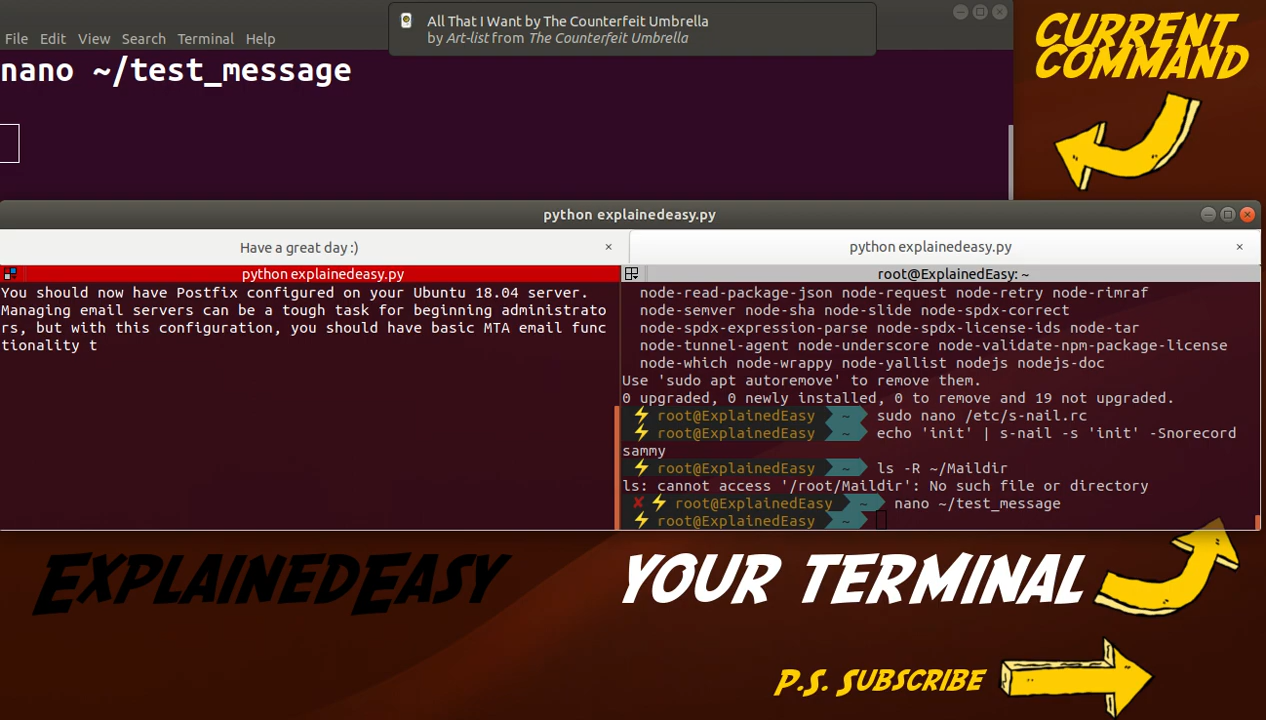 All That I Want by The Counterfeit Umbrella
by Art-list from The Counterfeit Umbrella
File Edit View Search Terminal Help
nano ~/test_message
CURRENT
COMMAND
python explainedeasy.py
Have a great day :) ×
python explainedeasy.py ×
python explainedeasy.py
You should now have Postfix configured on your Ubuntu 18.04 server.
Managing email servers can be a tough task for beginning administrato
rs, but with this configuration, you should have basic MTA email func
tionality t
root@ExplainedEasy: ~
node-read-package-json node-request node-retry node-rimraf
node-semver node-sha node-slide node-spdx-correct
node-spdx-expression-parse node-spdx-license-ids node-tar
node-tunnel-agent node-underscore node-validate-npm-package-license
node-which node-wrappy node-yallist nodejs nodejs-doc
Use 'sudo apt autoremove' to remove them.
0 upgraded, 0 newly installed, 0 to remove and 19 not upgraded.
⚡ root@ExplainedEasy ~ sudo nano /etc/s-nail.rc
⚡ root@ExplainedEasy ~ echo 'init' | s-nail -s 'init' -Snorecord
sammy
⚡ root@ExplainedEasy ~ ls -R ~/Maildir
ls: cannot access '/root/Maildir': No such file or directory
✘ ⚡ root@ExplainedEasy ~ nano ~/test_message
⚡ root@ExplainedEasy ~
EXPLAINEDEASY
YOUR TERMINAL
P.S. SUBSCRIBE